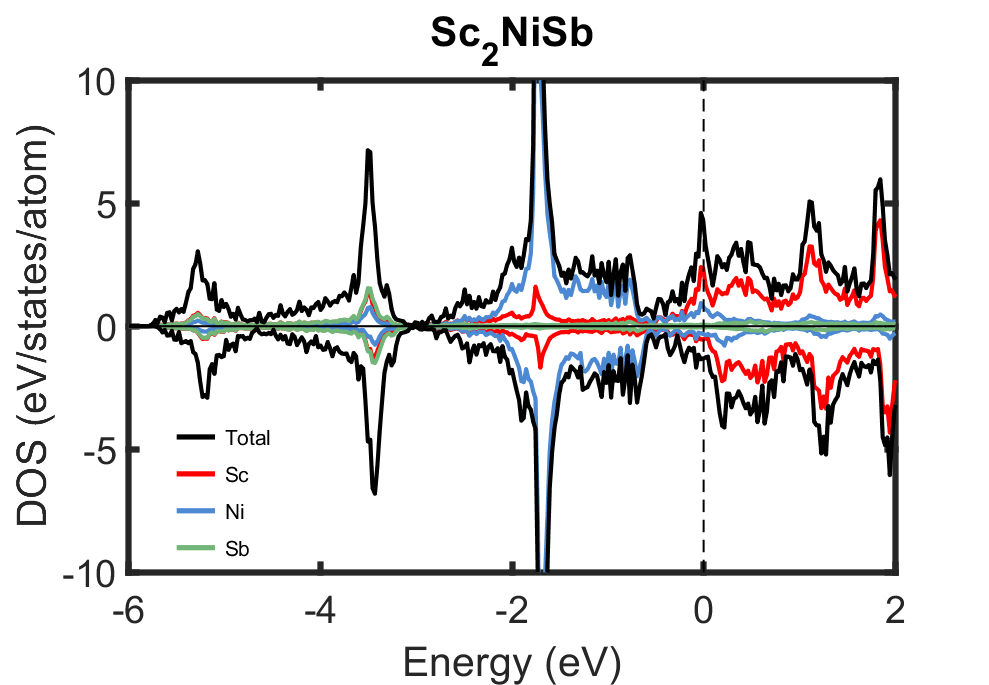 Sc2NiSb
10
5
0
-5
-10
DOS (eV/states/atom)
Total
Sc
Ni
Sb
-6
-4
-2
0
2
Energy (eV)